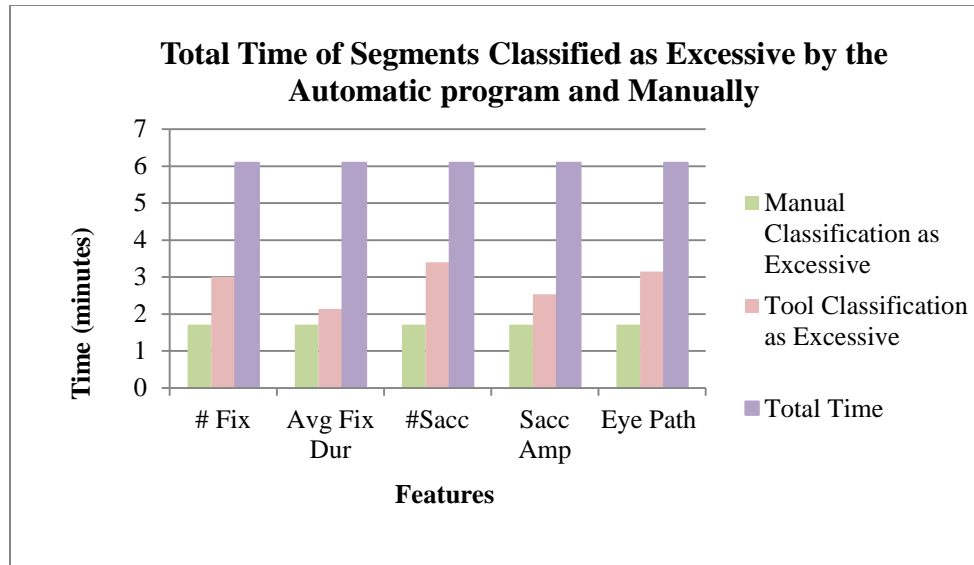 Total Time of Segments Classified as Excessive by the
Automatic program and Manually
Time (minutes)
7
6
5
4
3
2
1
0
# Fix
Avg Fix
Dur
#Sacc
Sacc
Amp
Eye Path
Features
Manual
Classification as
Excessive
Tool Classification
as Excessive
Total Time